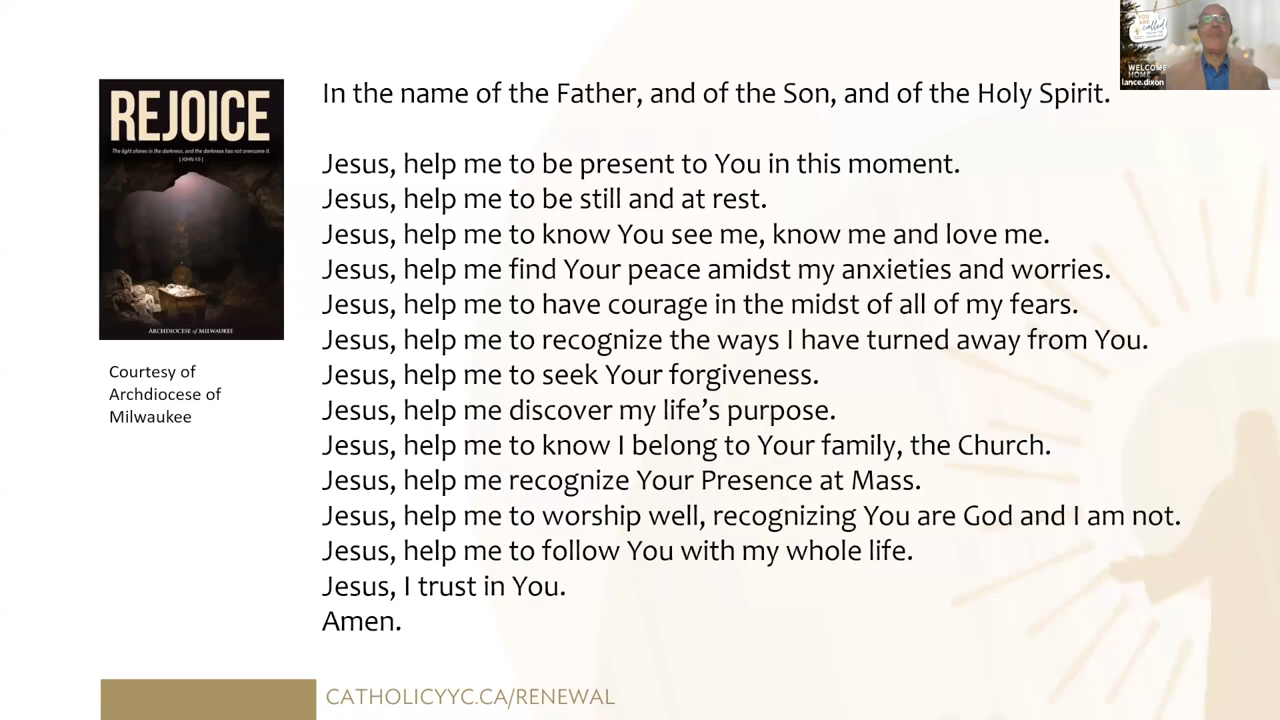 REJOICE
The light shines in the darkness, and the darkness has not overcome it.
ARCHDIOCESE of MILWAUKEE
Courtesy of
Archdiocese of
Milwaukee
In the name of the Father, and of the Son, and of the Holy Spirit.
Jesus, help me to be present to You in this moment.
Jesus, help me to be still and at rest.
Jesus, help me to know You see me, know me and love me.
Jesus, help me find Your peace amidst my anxieties and worries.
Jesus, help me to have courage in the midst of all of my fears.
Jesus, help me to recognize the ways I have turned away from You.
Jesus, help me to seek Your forgiveness.
Jesus, help me discover my life’s purpose.
Jesus, help me to know I belong to Your family, the Church.
Jesus, help me recognize Your Presence at Mass.
Jesus, help me to worship well, recognizing You are God and I am not.
Jesus, help me to follow You with my whole life.
Jesus, I trust in You.
Amen.
CATHOLICYYC.CA/RENEWAL
YOU
ARE
called
WELCOME
HOME
lance.dixon